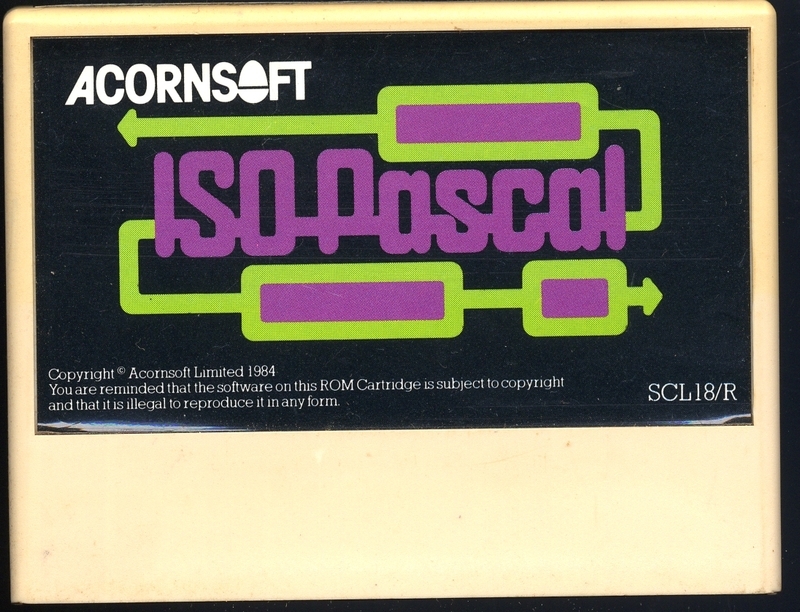 ACORNSOFT
ISO Pascal
Copyright © Acornsoft Limited 1984
You are reminded that the software on this ROM Cartridge is subject to copyright
and that it is illegal to reproduce it in any form.
SCL18/R